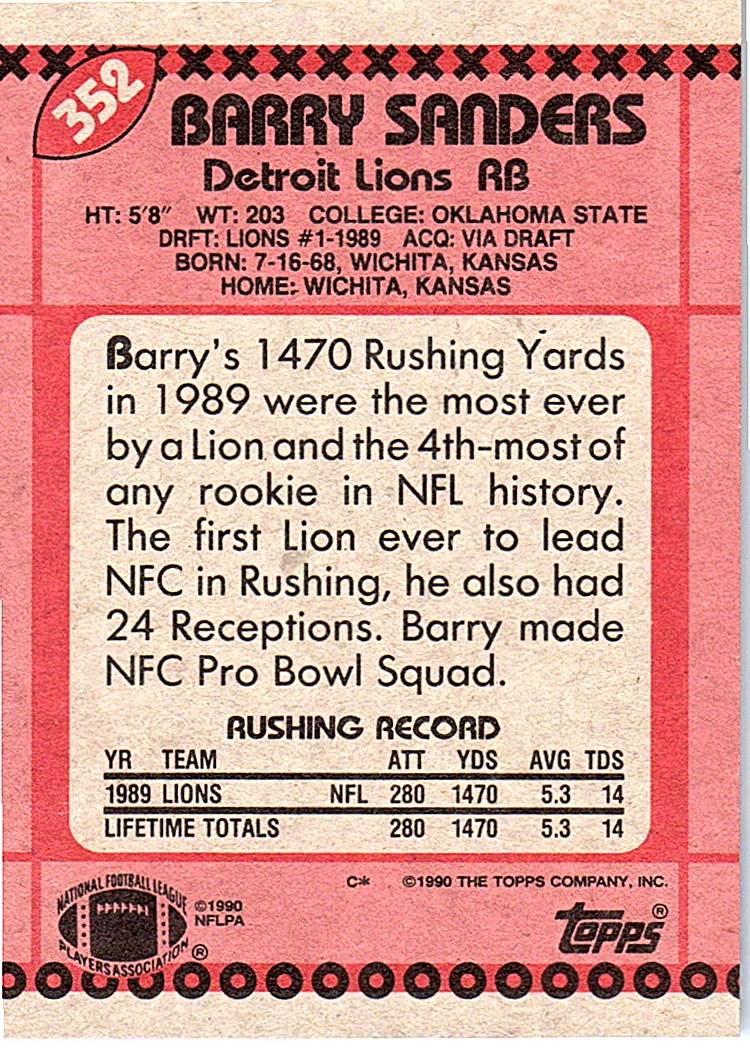 352
BARRY SANDERS
Detroit Lions RB
HT: 5'8" WT: 203 COLLEGE: OKLAHOMA STATE
DRFT: LIONS #1-1989 ACQ: VIA DRAFT
BORN: 7-16-68, WICHITA, KANSAS
HOME: WICHITA, KANSAS
Barry's 1470 Rushing Yards
in 1989 were the most ever
by a Lion and the 4th-most of
any rookie in NFL history.
The first Lion ever to lead
NFC in Rushing, he also had
24 Receptions. Barry made
NFC Pro Bowl Squad.
RUSHING RECORD
YR TEAM ATT YDS AVG TDS
1989 LIONS NFL 280 1470 5.3 14
LIFETIME TOTALS 280 1470 5.3 14
C* ©1990 THE TOPPS COMPANY, INC.
NATIONAL FOOTBALL LEAGUE
PLAYERS ASSOCIATION ®
©1990
NFLPA
topps ®